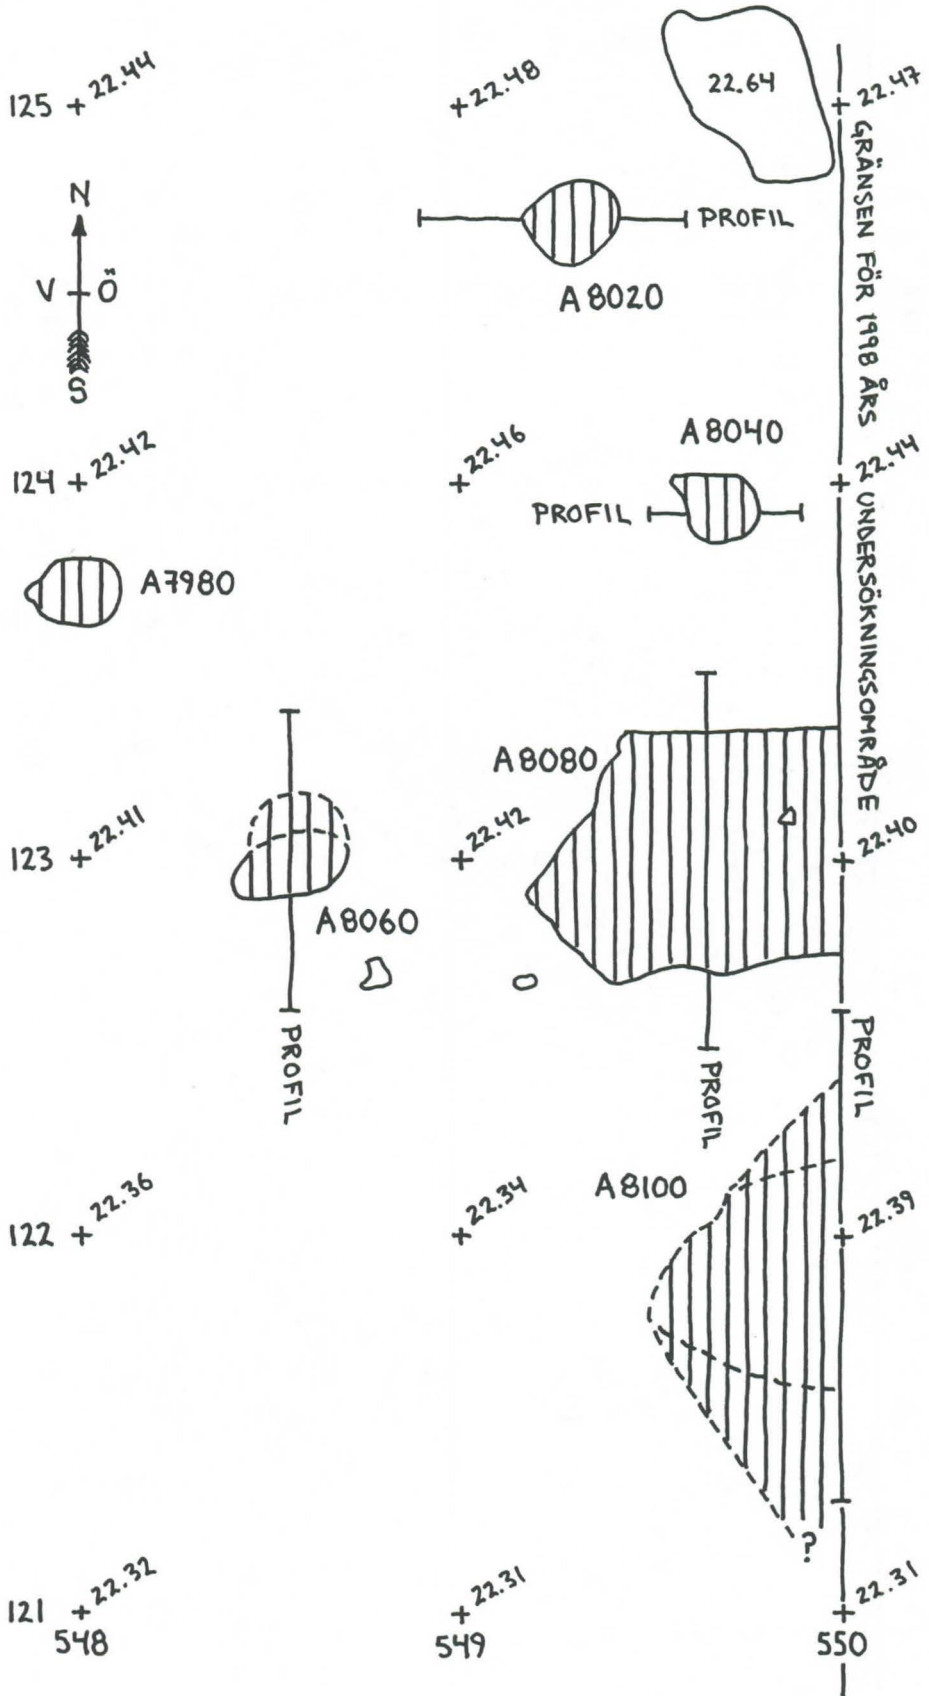 22.64
125 22.44
22.48
22.47
N
V Ö
S
PROFIL
A 8020
GRÄNSEN FÖR 1998 ÅRS UNDERSÖKNINGSOMRÅDE
A 8040
124 22.42
22.46
22.44
PROFIL
A7980
A8080
123 22.41
22.42
22.40
A8060
PROFIL
PROFIL
PROFIL
A8100
122 22.36
22.34
22.39
?
121 22.32
22.31
22.31
548
549
550